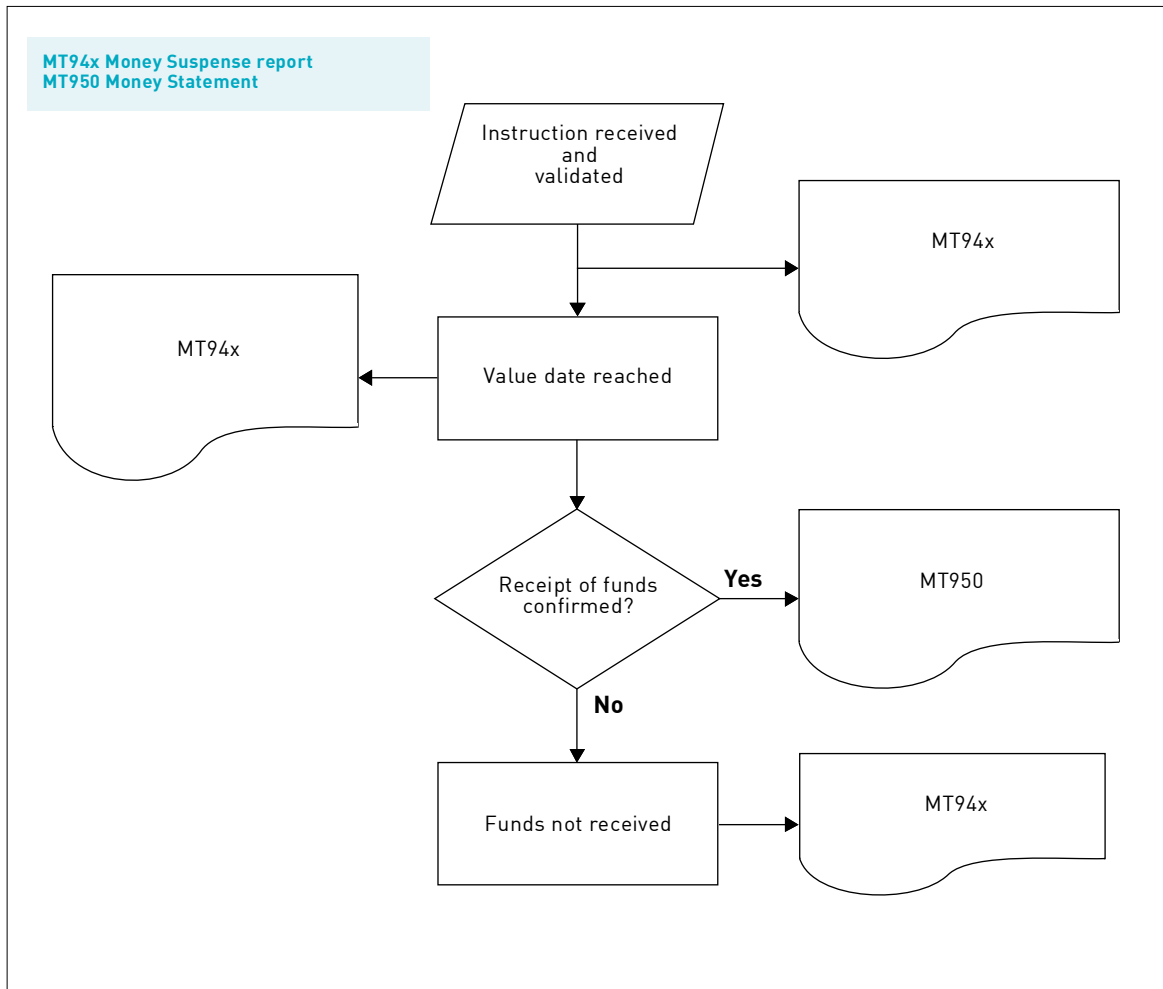 MT94x Money Suspense report
MT950 Money Statement
Instruction received
and
validated
MT94x
MT94x
Value date reached
Receipt of funds
confirmed?
Yes
MT950
No
Funds not received
MT94x